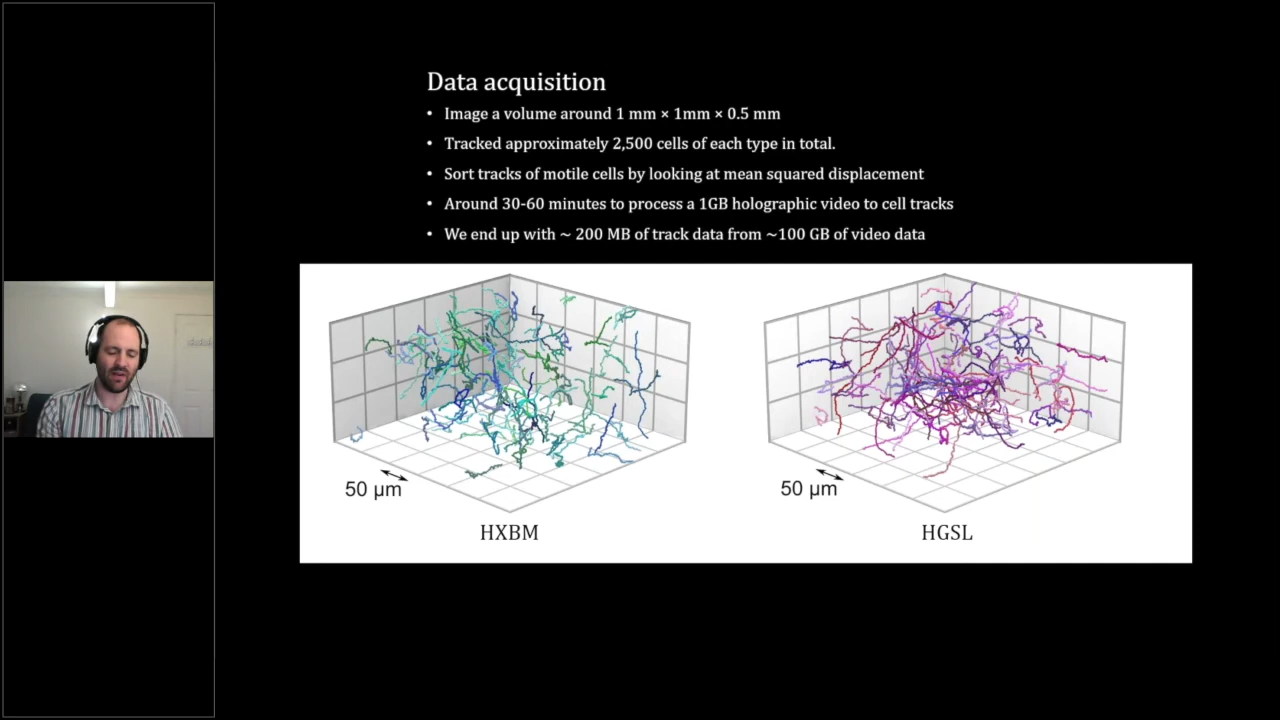 Data acquisition
• Image a volume around 1 mm × 1mm × 0.5 mm
• Tracked approximately 2,500 cells of each type in total.
• Sort tracks of motile cells by looking at mean squared displacement
• Around 30-60 minutes to process a 1GB holographic video to cell tracks
• We end up with ~ 200 MB of track data from ~100 GB of video data
50 μm
HXBM
50 μm
HGSL